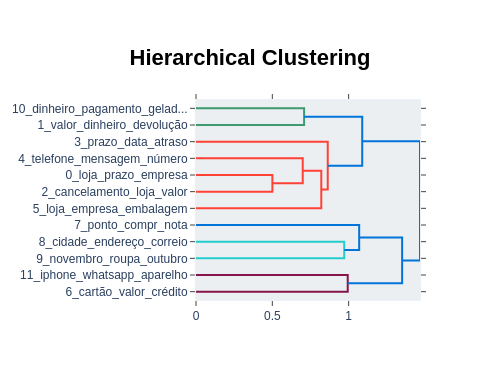 Hierarchical Clustering
10_dinheiro_pagamento_gelad...
1_valor_dinheiro_devolução
3_prazo_data_atraso
4_telefone_mensagem_número
0_loja_prazo_empresa
2_cancelamento_loja_valor
5_loja_empresa_embalagem
7_ponto_compr_nota
8_cidade_endereço_correio
9_novembro_roupa_outubro
11_iphone_whatsapp_aparelho
6_cartão_valor_crédito
0 0.5 1